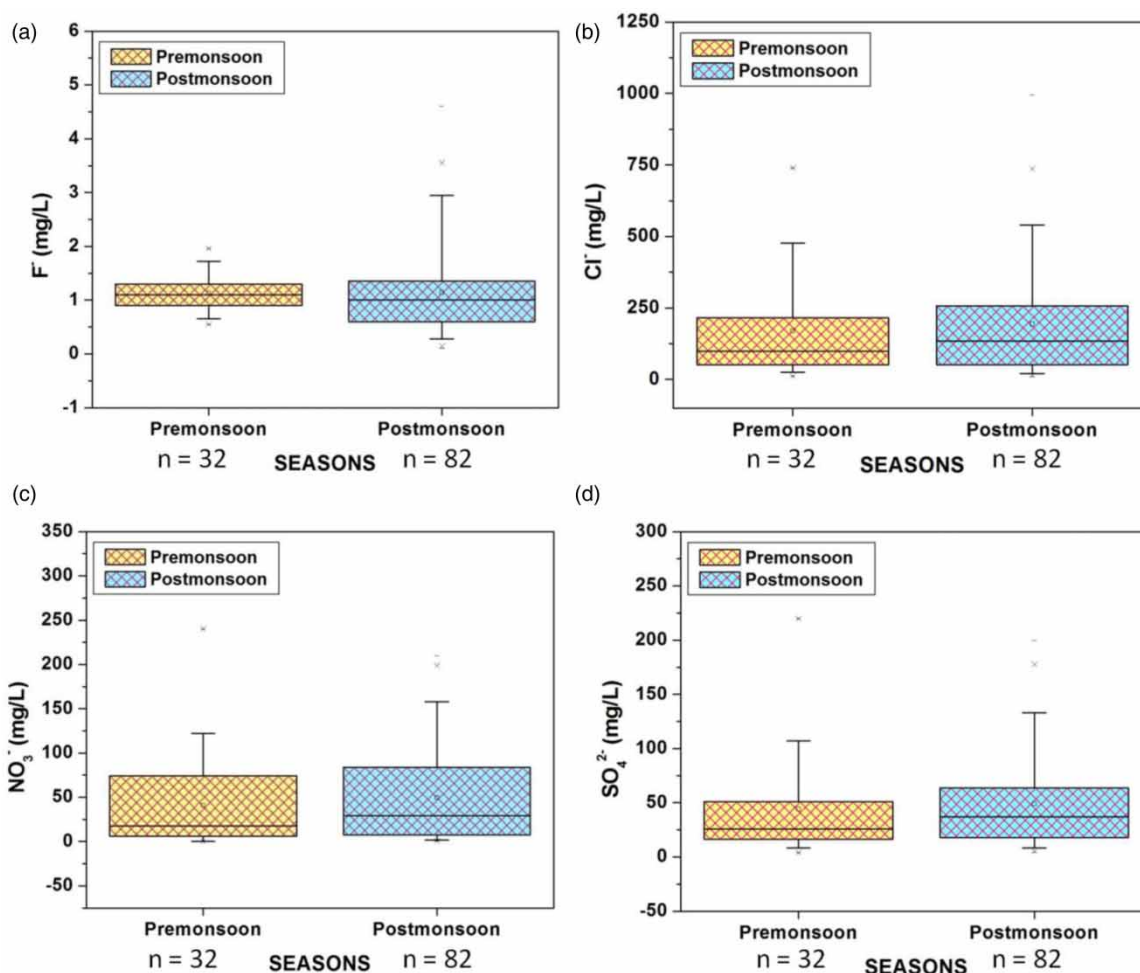 (a)
6
5
4
3
2
1
0
-1
F⁻ (mg/L)
Premonsoon
Postmonsoon
Premonsoon
Postmonsoon
n = 32 SEASONS n = 82
(b)
1250
1000
750
500
250
0
Cl⁻ (mg/L)
Premonsoon
Postmonsoon
Premonsoon
Postmonsoon
n = 32 SEASONS n = 82
(c)
350
300
250
200
150
100
50
0
-50
NO₃⁻ (mg/L)
Premonsoon
Postmonsoon
Premonsoon
Postmonsoon
n = 32 SEASONS n = 82
(d)
300
250
200
150
100
50
0
-50
SO₄²⁻ (mg/L)
Premonsoon
Postmonsoon
Premonsoon
Postmonsoon
n = 32 SEASONS n = 82